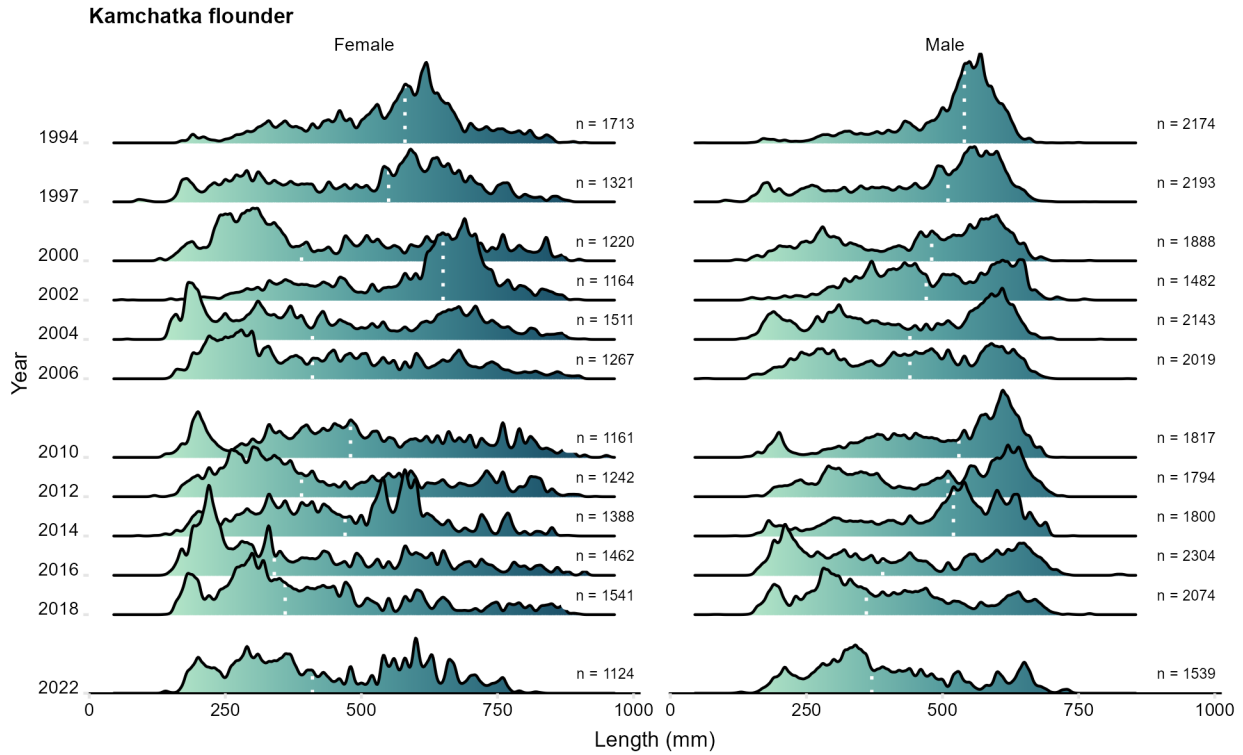 Kamchatka flounder
Female Male
1994 n = 1713 n = 2174
1997 n = 1321 n = 2193
2000 n = 1220 n = 1888
2002 n = 1164 n = 1482
2004 n = 1511 n = 2143
2006 n = 1267 n = 2019
Year
2010 n = 1161 n = 1817
2012 n = 1242 n = 1794
2014 n = 1388 n = 1800
2016 n = 1462 n = 2304
2018 n = 1541 n = 2074
2022 n = 1124 n = 1539
0 250 500 750 1000 0 250 500 750 1000
Length (mm)